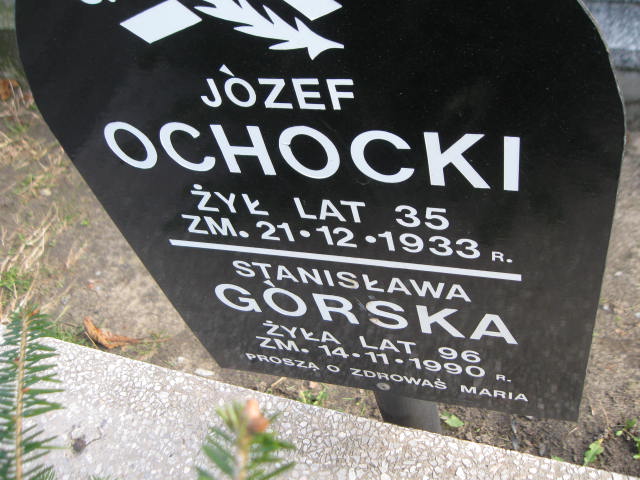 JÒZEF
OCHOCKI
ŻYŁ LAT 35
ZM. 21·12·1933 R.
STANISŁAWA
GÒRSKA
ŻYŁA LAT 96
ZM. 14·11·1990 R.
PROSZĄ O ZDROWAŚ MARIA